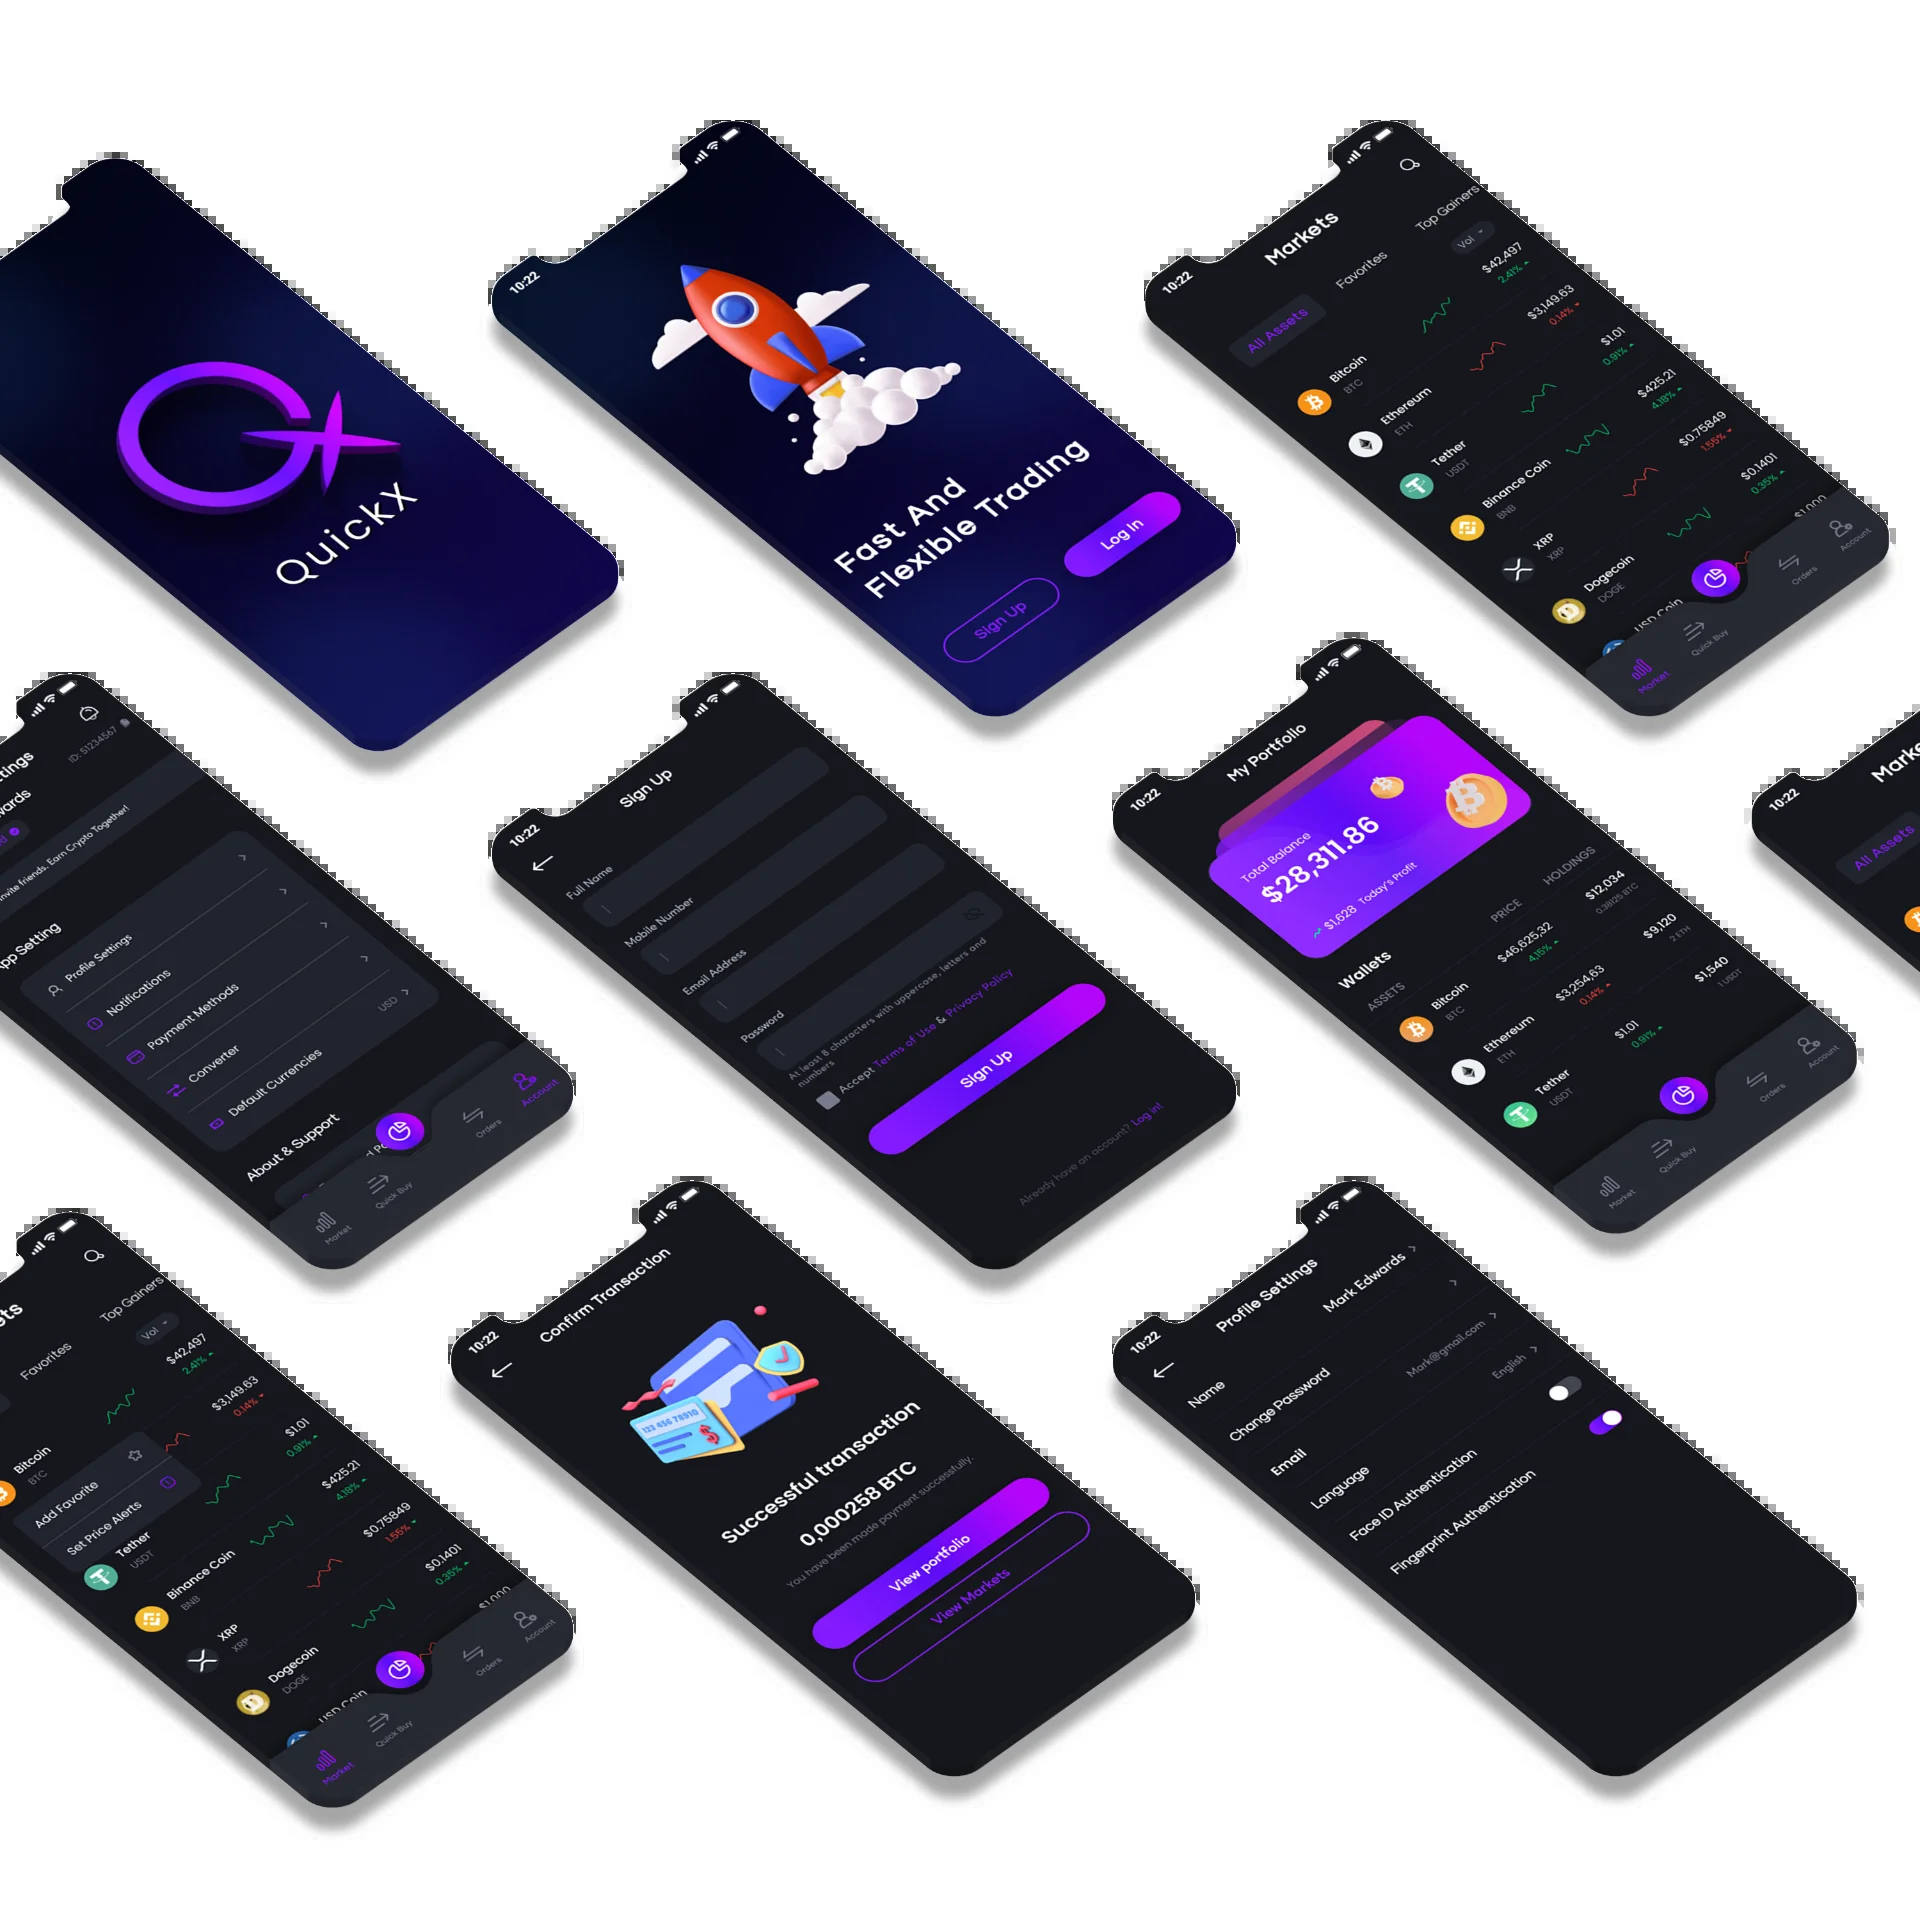 QuickX
10:22
Fast And
Flexible Trading
Log In
Sign Up
10:22
Markets
All Assets
Favorites
Top Gainers
Vol
Bitcoin
BTC
$42,497
2.41%
Ethereum
ETH
$3,149.63
0.14%
Tether
USDT
$1.01
0.91%
Binance Coin
BNB
$425.21
4.18%
XRP
XRP
$0.75849
1.55%
Dogecoin
DOGE
$0.1401
0.35%
USD Coin
$1.000
Market
Quick Buy
Orders
Account
ID: 51234567
Invite friends. Earn Crypto Together!
Profile Settings
Notifications
Payment Methods
Converter
Default Currencies
USD
About & Support
Market
Quick Buy
Orders
Account
10:22
Sign Up
Full Name
Mobile Number
Email Address
Password
At least 8 characters with uppercase, letters and
numbers
Accept Terms of Use & Privacy Policy
Sign Up
Already have an account? Log in!
10:22
My Portfolio
Total Balance
$28,311.86
$1,628 Today's Profit
Wallets
ASSETS
PRICE
HOLDINGS
Bitcoin
BTC
$46,625.32
4.15%
$12,034
0.38125 BTC
Ethereum
ETH
$3,254.63
0.14%
$9,120
2 ETH
Tether
USDT
$1.01
0.91%
$1,540
1 USDT
Market
Quick Buy
Orders
Account
10:22
All Assets
Favorites
Top Gainers
Vol
Bitcoin
BTC
$42,497
2.41%
$3,149.63
0.14%
Add Favorite
Set Price Alerts
Tether
USDT
$1.01
0.91%
Binance Coin
BNB
$425.21
4.18%
XRP
XRP
$0.75849
1.55%
Dogecoin
DOGE
$0.1401
0.35%
USD Coin
$1.000
Market
Quick Buy
Orders
Account
10:22
Confirm Transaction
123 456 78910
Successful transaction
0,000258 BTC
You have been made payment successfully.
View portfolio
View Markets
10:22
Profile Settings
Name
Mark Edwards
Change Password
Email
Mark@gmail.com
Language
English
Face ID Authentication
Fingerprint Authentication